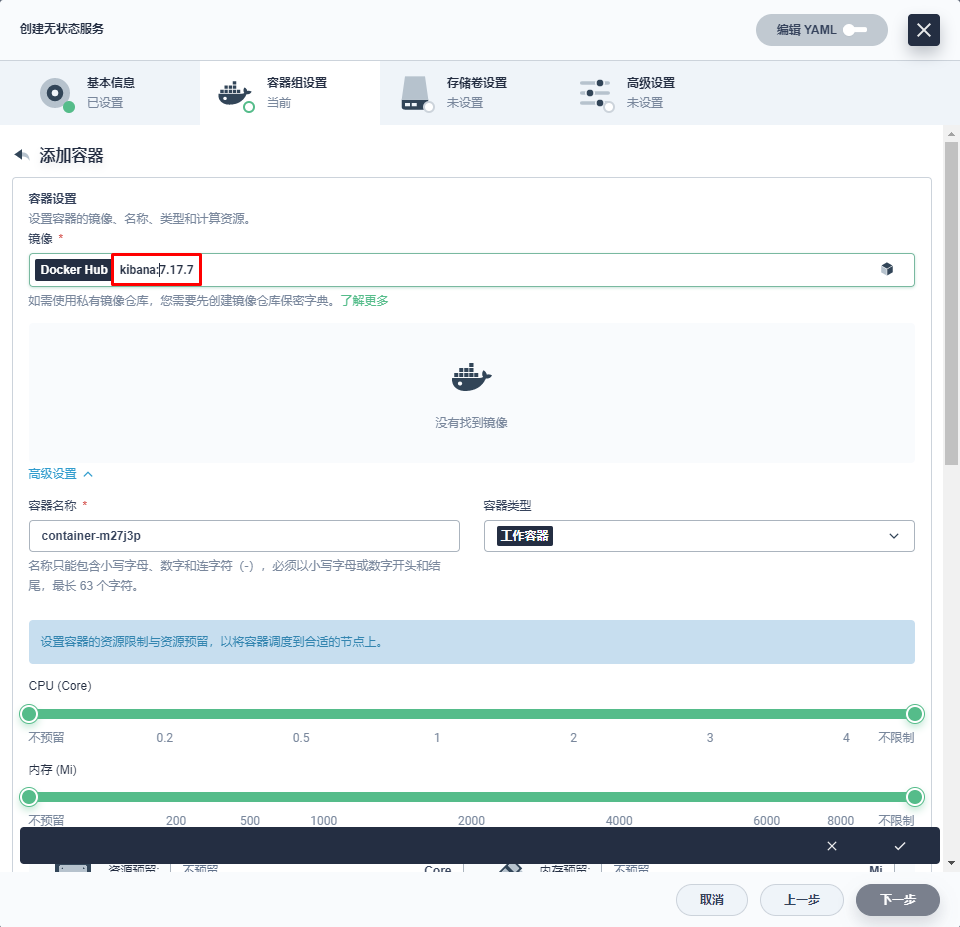 创建无状态服务
编辑 YAML
基本信息
已设置
容器组设置
当前
存储卷设置
未设置
高级设置
未设置
添加容器
容器设置
设置容器的镜像、名称、类型和计算资源。
镜像 *
Docker Hub kibana:7.17.7
如需使用私有镜像仓库，您需要先创建镜像仓库保密字典。了解更多
没有找到镜像
高级设置
容器名称 *
容器类型
container-m27j3p
工作容器
名称只能包含小写字母、数字和连字符（-），必须以小写字母或数字开头和结
尾，最长 63 个字符。
设置容器的资源限制与资源预留，以将容器调度到合适的节点上。
CPU (Core)
不预留 0.2 0.5 1 2 3 4 不限制
内存 (Mi)
不预留 200 500 1000 2000 4000 6000 8000 不限制
资源预留: 不预留 Core 内存预留: 不预留 Mi
取消 上一步 下一步